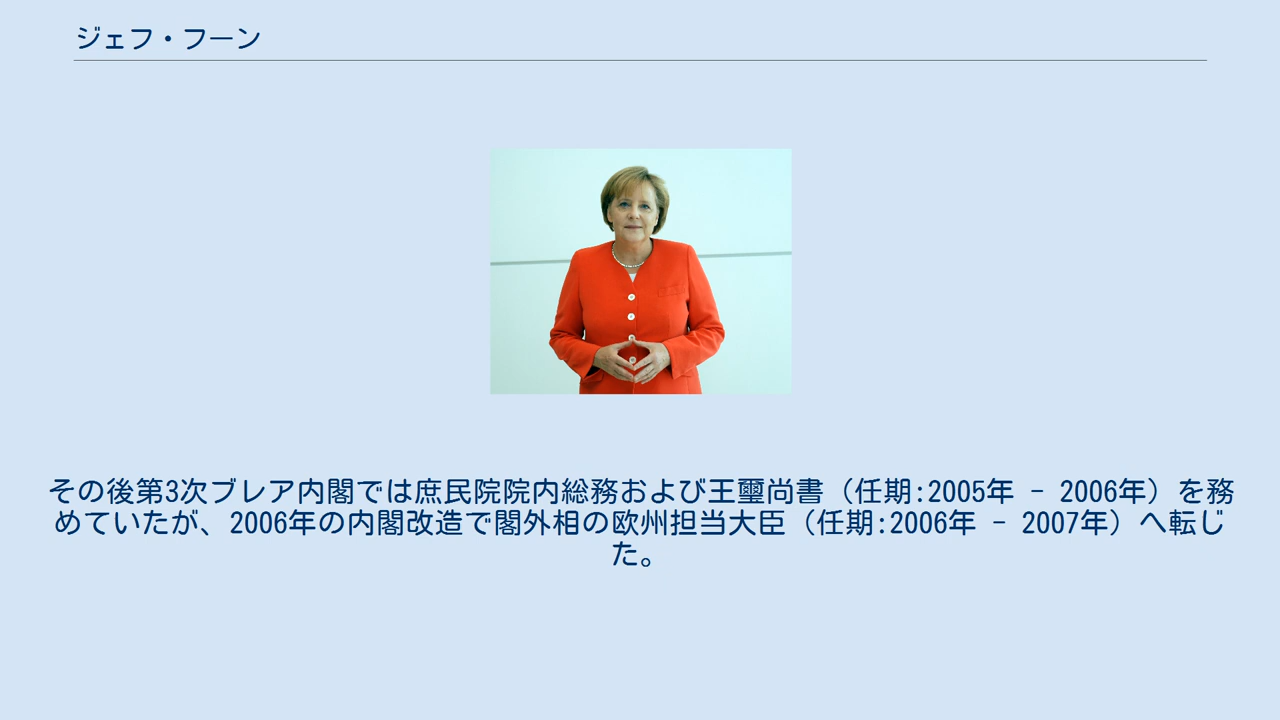 ジェフ・フーン
その後第3次ブレア内閣では庶民院院内総務および王璽尚書（任期:2005年 - 2006年）を務
めていたが、2006年の内閣改造で閣外相の欧州担当大臣（任期:2006年 - 2007年）へ転じ
た。